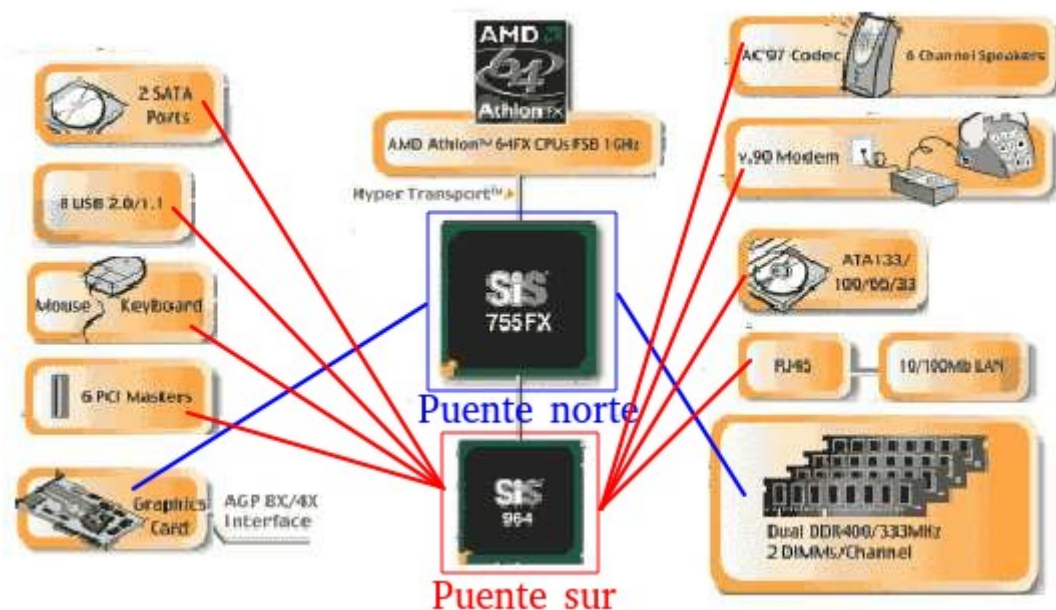 AMD
64
Athlon FX
AMD Athlon™ 64FX CPUs FSB 1GHz
Hyper Transport™
SiS
755FX
Puente norte
SiS
964
Puente sur
2 SATA
Ports
8 USB 2.0/1.1
Mouse Keyboard
6 PCI Masters
Graphics
Card
AGP 8X/4X
Interface
AC'97 Codec
6 Channel Speakers
v.90 Modem
ATA133/
100/66/33
RJ45
10/100Mb LAN
Dual DDR400/333MHz
2 DIMMs/Channel